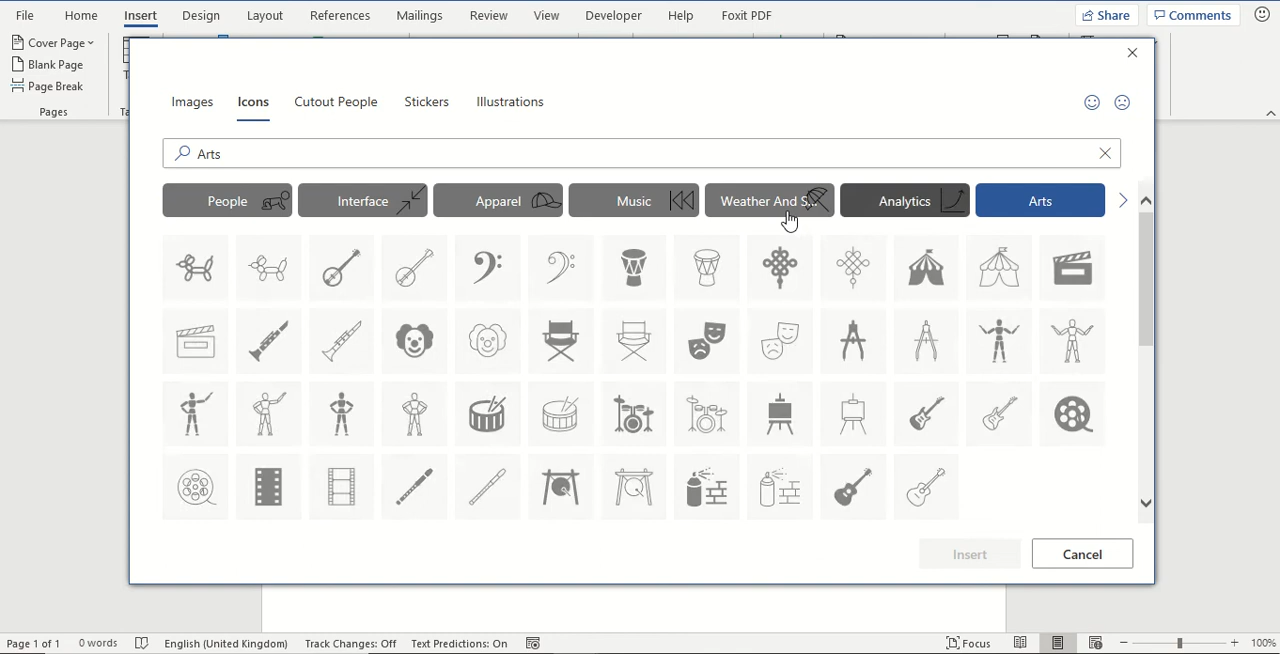 File Home Insert Design Layout References Mailings Review View Developer Help Foxit PDF Share Comments
Cover Page
Blank Page
Page Break
Pages
Images Icons Cutout People Stickers Illustrations
Arts
People Interface Apparel Music Weather And S... Analytics Arts
Insert Cancel
Page 1 of 1 0 words English (United Kingdom) Track Changes: Off Text Predictions: On Focus 100%